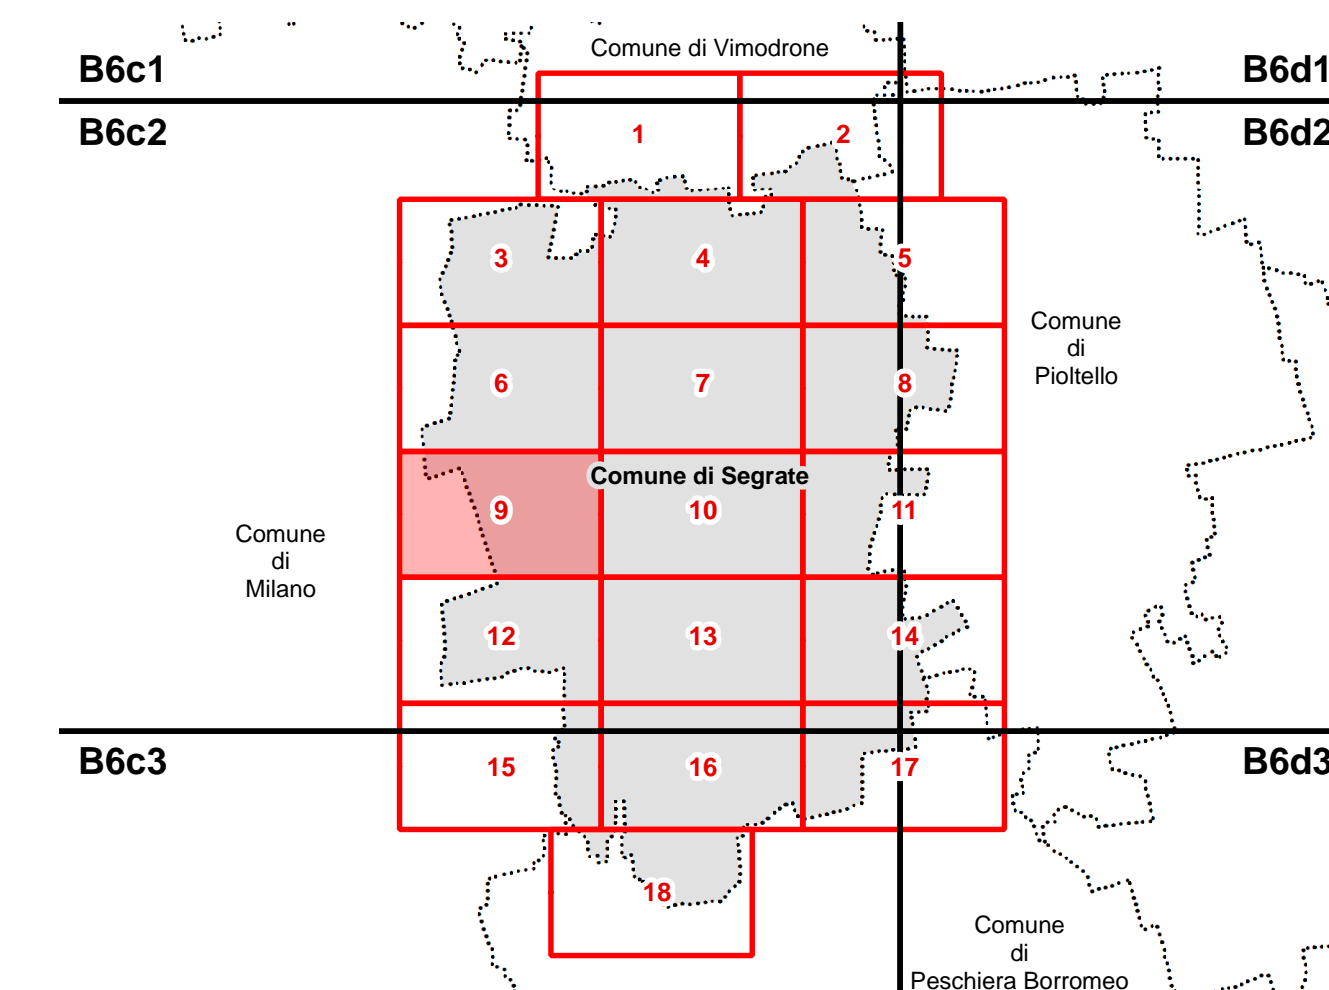 Comune di Vimodrone
B6c1
B6d1
B6c2
B6d2
1
2
3
4
5
Comune
di
Pioltello
6
7
8
Comune di Segrate
9
10
11
Comune
di
Milano
12
13
14
B6c3
15
16
17
B6d3
18
Comune
di
Peschiera Borromeo